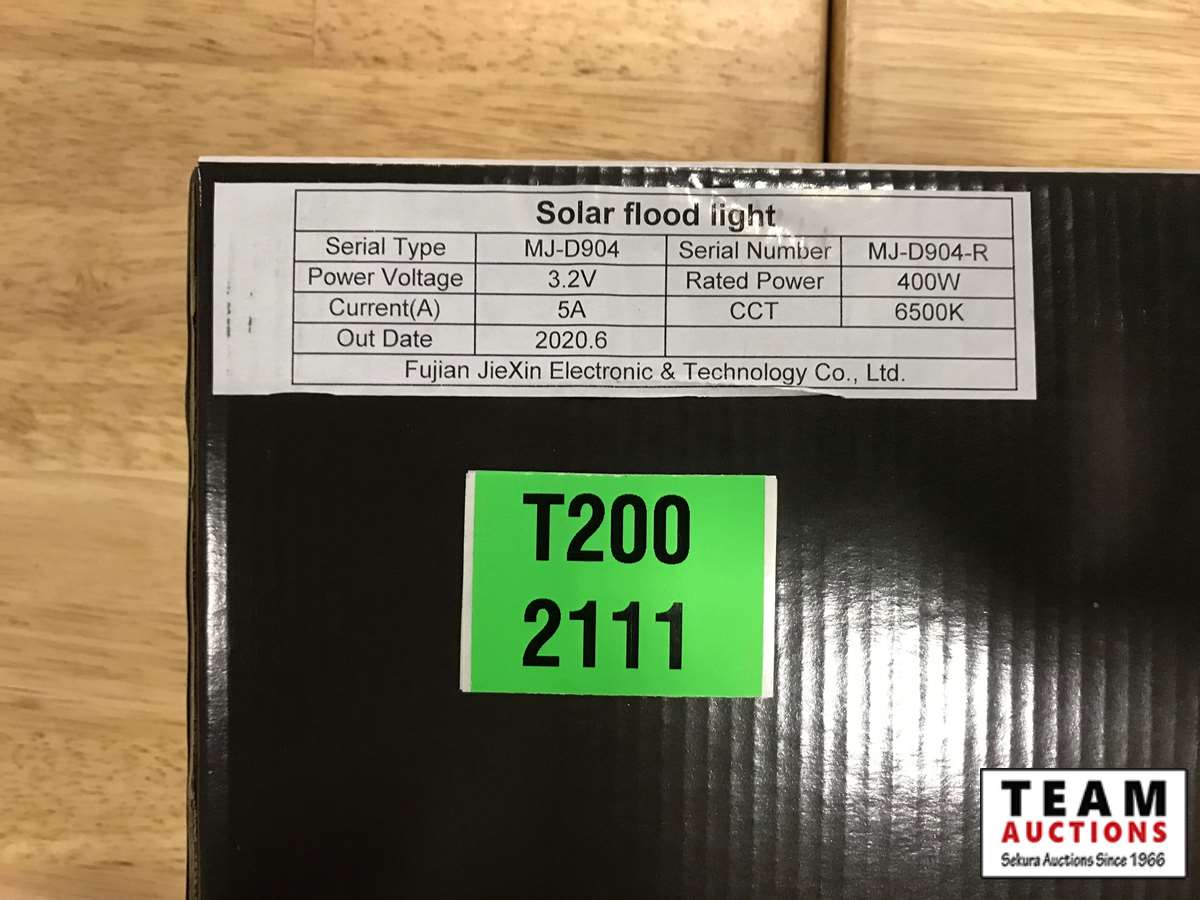 Solar flood light
Serial Type MJ-D904 Serial Number MJ-D904-R
Power Voltage 3.2V Rated Power 400W
Current(A) 5A CCT 6500K
Out Date 2020.6
Fujian JieXin Electronic & Technology Co., Ltd.
T200
2111
TEAM
AUCTIONS
Sekura Auctions Since 1966